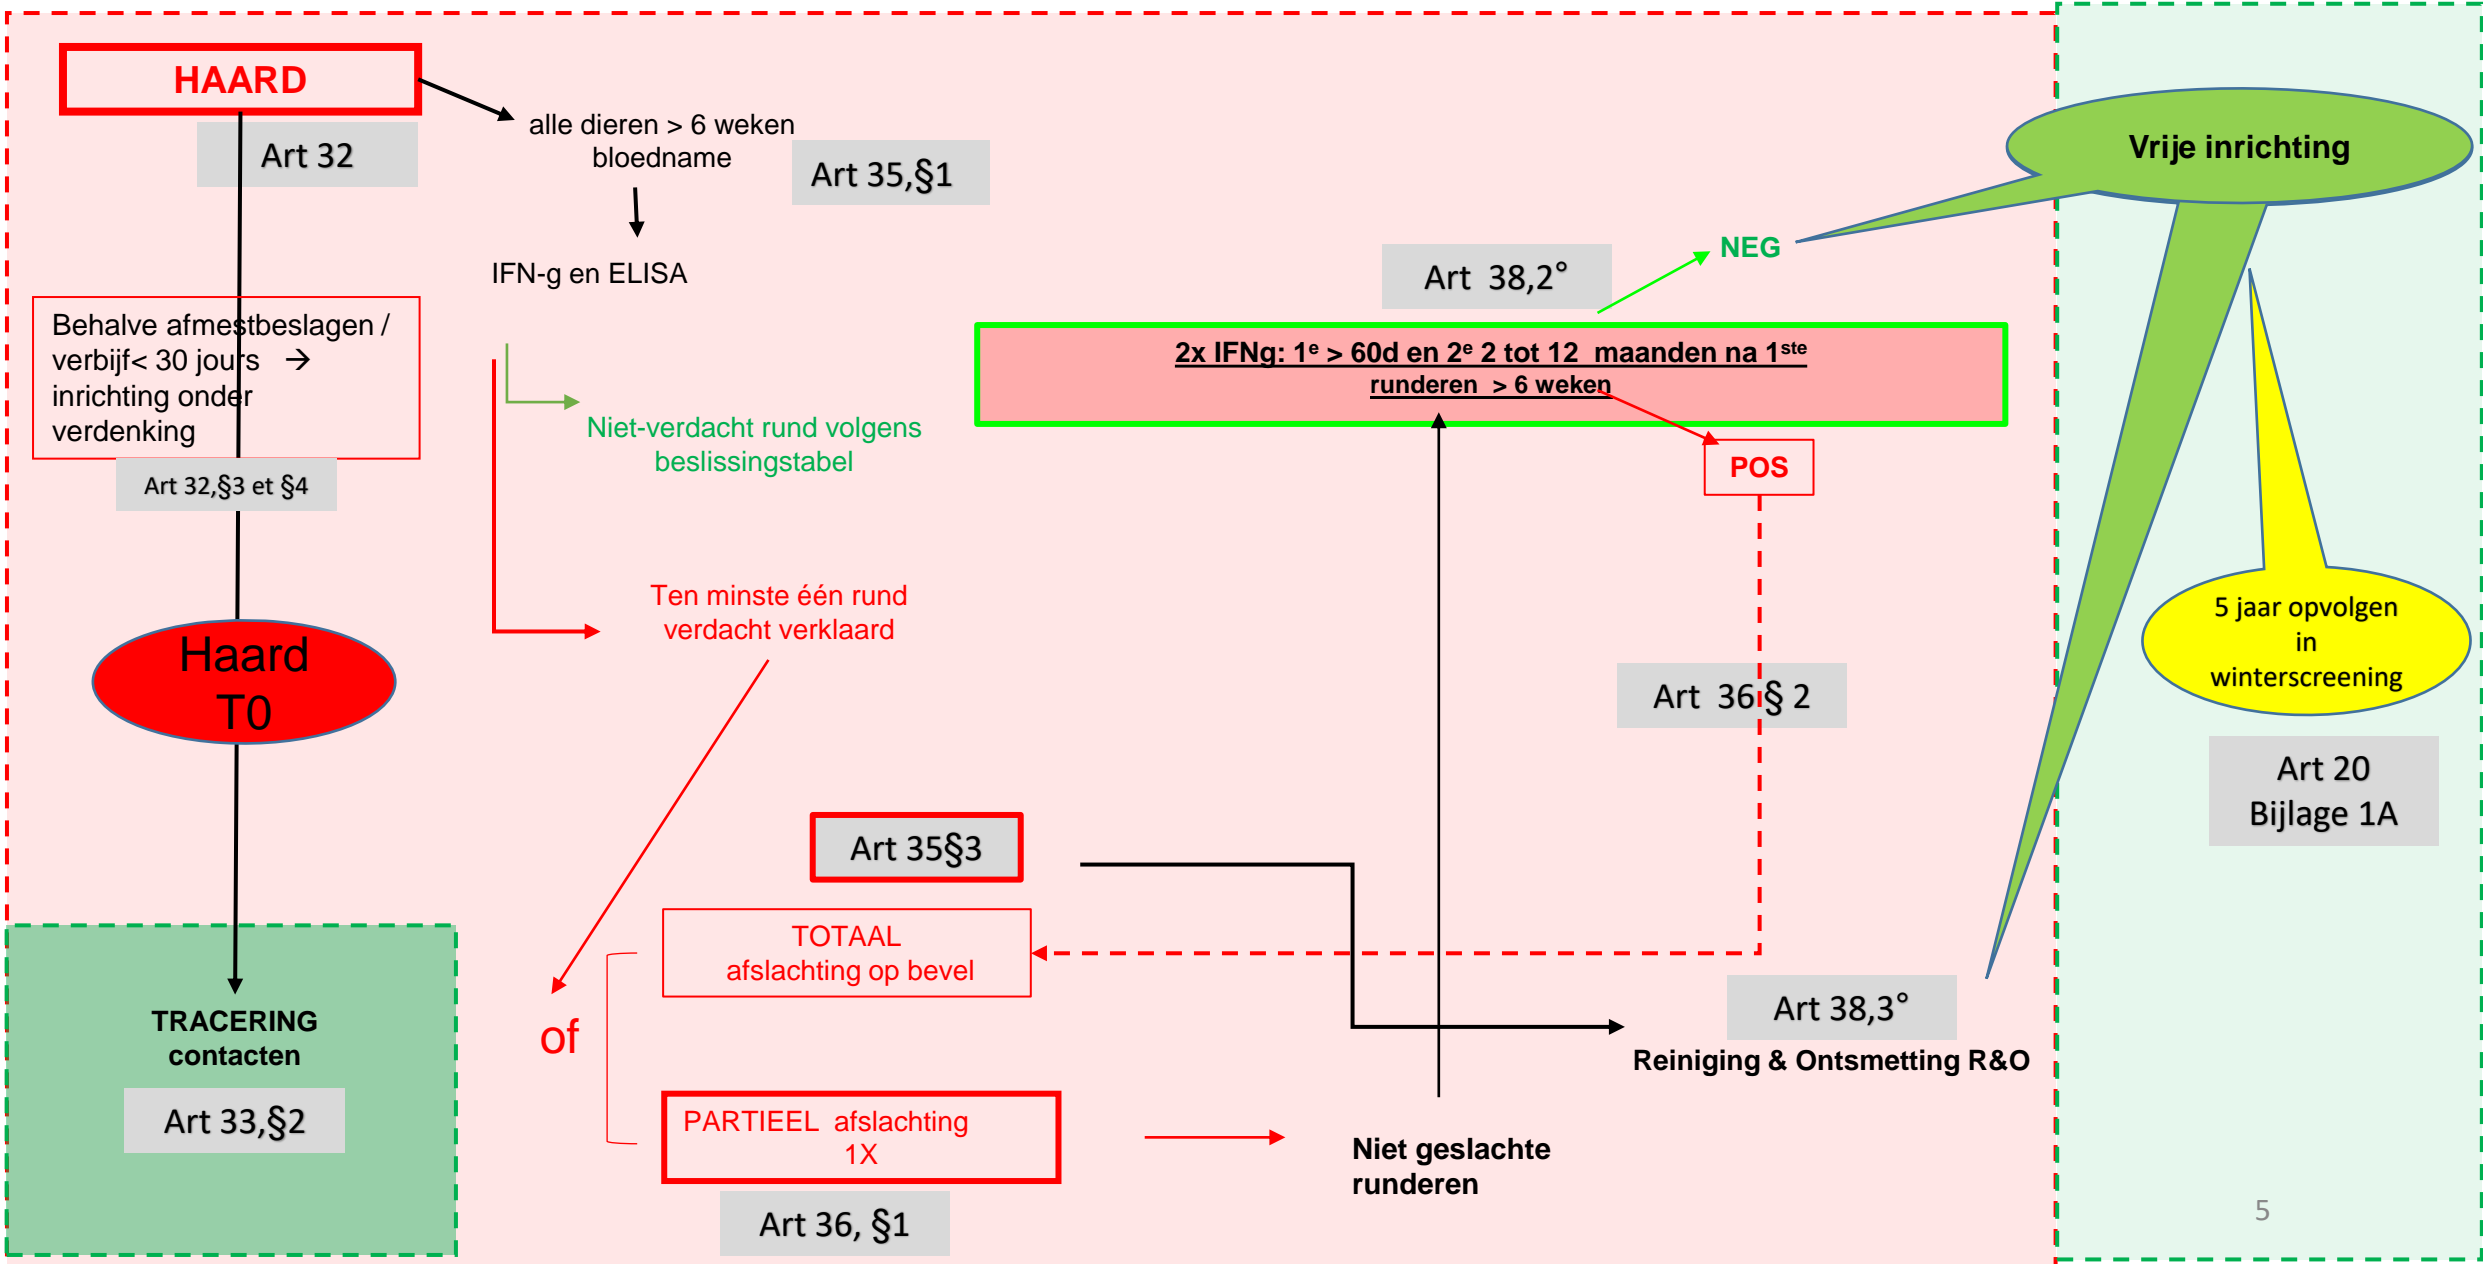 HAARD
Art 32
alle dieren > 6 weken
bloedname
Art 35,§1
IFN-g en ELISA
Behalve afmestbeslagen /
verbijf< 30 jours →
inrichting onder
verdenking
Art 32,§3 et §4
Niet-verdacht rund volgens
beslissingstabel
Ten minste één rund
verdacht verklaard
Haard
T0
TRACERING
contacten
Art 33,§2
of
Art 35§3
TOTAAL
afslachting op bevel
PARTIEEL afslachting
1X
Art 36, §1
Niet geslachte
runderen
Art 38,2°
NEG
2x IFNg: 1e > 60d en 2e 2 tot 12 maanden na 1ste
runderen > 6 weken
POS
Art 36 § 2
Art 38,3°
Reiniging & Ontsmetting R&O
Vrije inrichting
5 jaar opvolgen
in
winterscreening
Art 20
Bijlage 1A
5